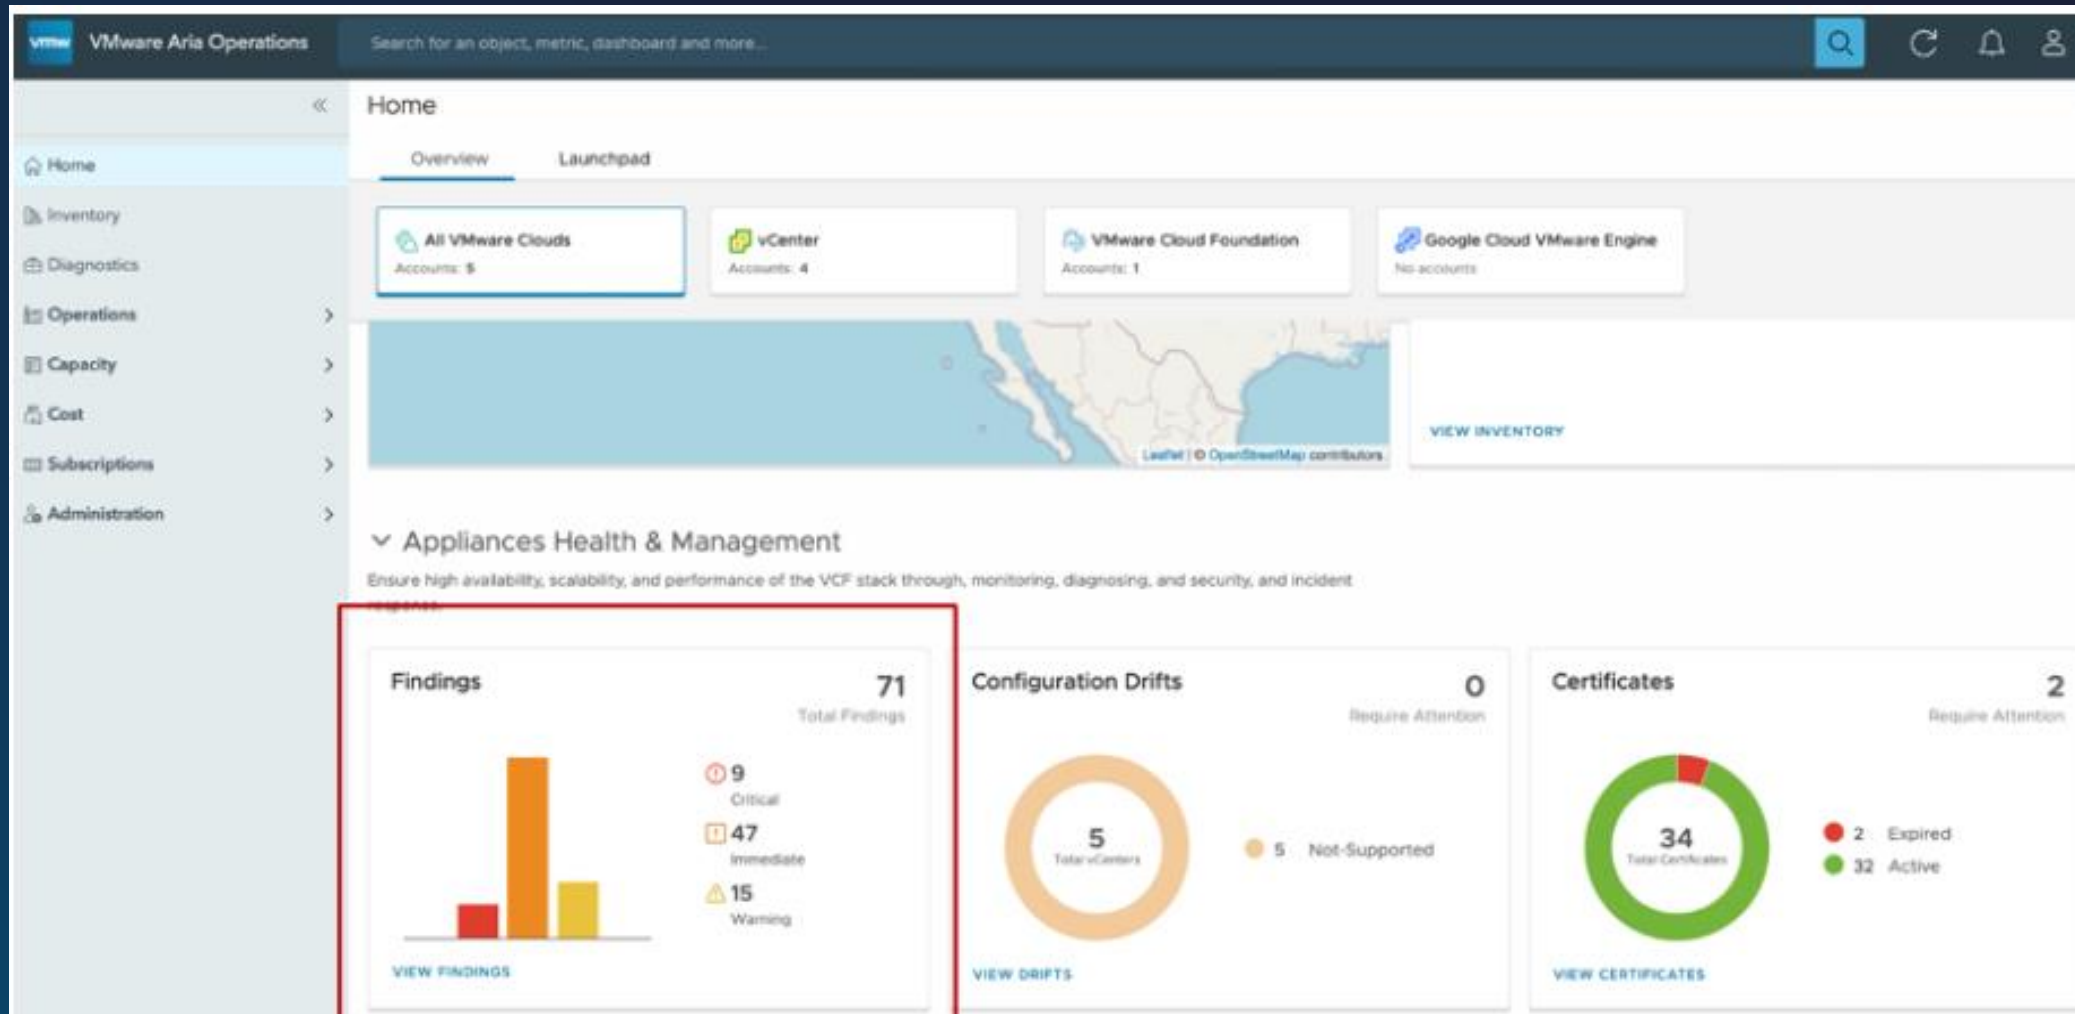 vmw VMware Aria Operations Search for an object, metric, dashboard and more...
Home
Inventory
Diagnostics
Operations
Capacity
Cost
Subscriptions
Administration
Home
Overview Launchpad
All VMware Clouds
Accounts: 5
vCenter
Accounts: 4
VMware Cloud Foundation
Accounts: 1
Google Cloud VMware Engine
No accounts
Leaflet | © OpenStreetMap contributors
VIEW INVENTORY
Appliances Health & Management
Ensure high availability, scalability, and performance of the VCF stack through, monitoring, diagnosing, and security, and incident
response.
Findings
71
Total Findings
9
Critical
47
Immediate
15
Warning
VIEW FINDINGS
Configuration Drifts
0
Require Attention
5
Total vCenters
5 Not-Supported
VIEW DRIFTS
Certificates
2
Require Attention
34
Total Certificates
2 Expired
32 Active
VIEW CERTIFICATES